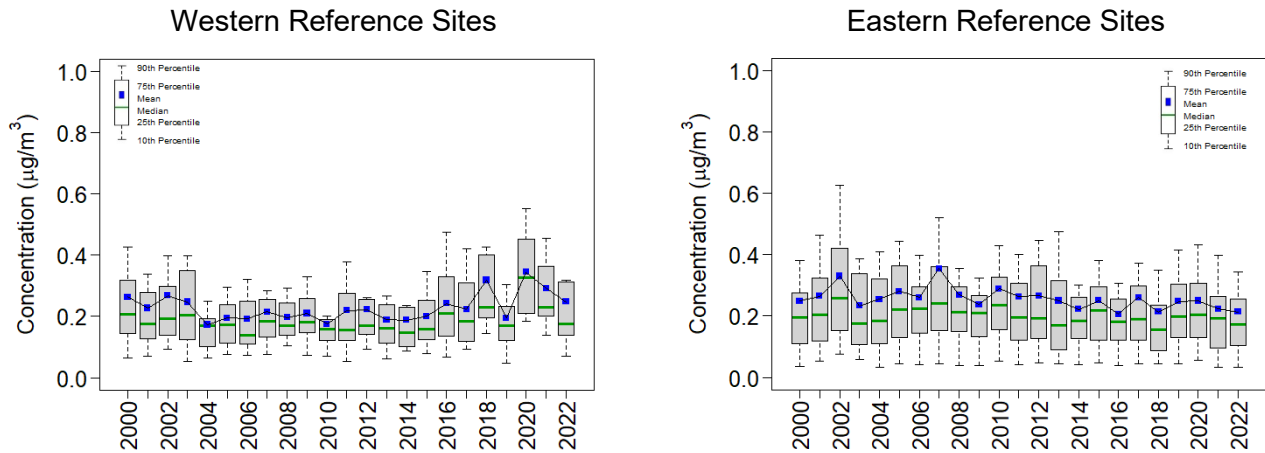 Western Reference Sites
Concentration (µg/m³)
1.0
0.8
0.6
0.4
0.2
0.0
90th Percentile
75th Percentile
Mean
Median
25th Percentile
10th Percentile
2000
2002
2004
2006
2008
2010
2012
2014
2016
2018
2020
2022
Eastern Reference Sites
Concentration (µg/m³)
1.0
0.8
0.6
0.4
0.2
0.0
90th Percentile
75th Percentile
Mean
Median
25th Percentile
10th Percentile
2000
2002
2004
2006
2008
2010
2012
2014
2016
2018
2020
2022